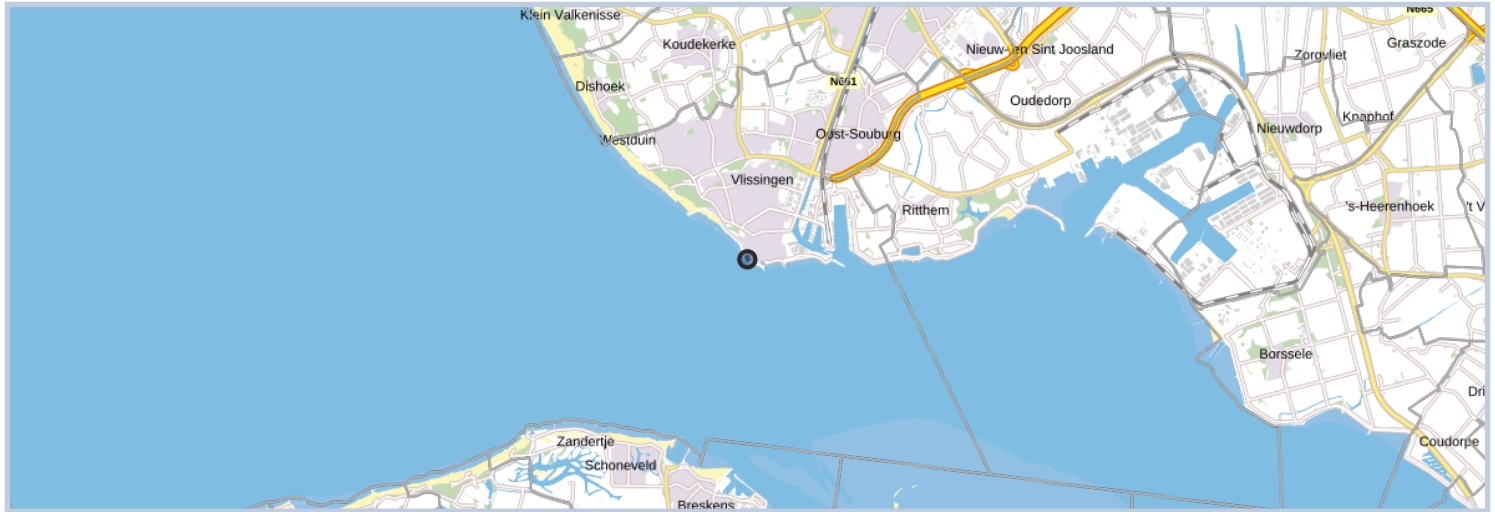 Klein Valkenisse
N665
Koudekerke
Graszode
Nieuw- en Sint Joosland
Zorgvliet
Dishoek
N661
Oudedorp
Knaphof
Nieuwdorp
Oost-Souburg
Westduin
Vlissingen
's-Heerenhoek
't V
Ritthem
Borssele
Dri
Zandertje
Coudorpe
Schoneveld
Breskens